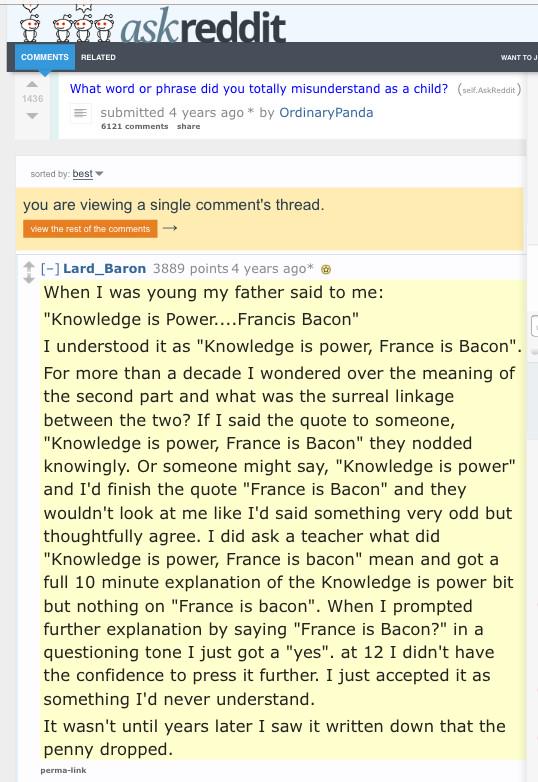 askreddit
COMMENTS RELATED
WANT TO J
1436
What word or phrase did you totally misunderstand as a child? (self.AskReddit)
submitted 4 years ago * by OrdinaryPanda
6121 comments share
sorted by: best
you are viewing a single comment's thread.
view the rest of the comments →
[–] Lard_Baron 3889 points 4 years ago*
When I was young my father said to me:
"Knowledge is Power....Francis Bacon"
I understood it as "Knowledge is power, France is Bacon".
For more than a decade I wondered over the meaning of
the second part and what was the surreal linkage
between the two? If I said the quote to someone,
"Knowledge is power, France is Bacon" they nodded
knowingly. Or someone might say, "Knowledge is power"
and I'd finish the quote "France is Bacon" and they
wouldn't look at me like I'd said something very odd but
thoughtfully agree. I did ask a teacher what did
"Knowledge is power, France is bacon" mean and got a
full 10 minute explanation of the Knowledge is power bit
but nothing on "France is bacon". When I prompted
further explanation by saying "France is Bacon?" in a
questioning tone I just got a "yes". at 12 I didn't have
the confidence to press it further. I just accepted it as
something I'd never understand.
It wasn't until years later I saw it written down that the
penny dropped.
perma-link